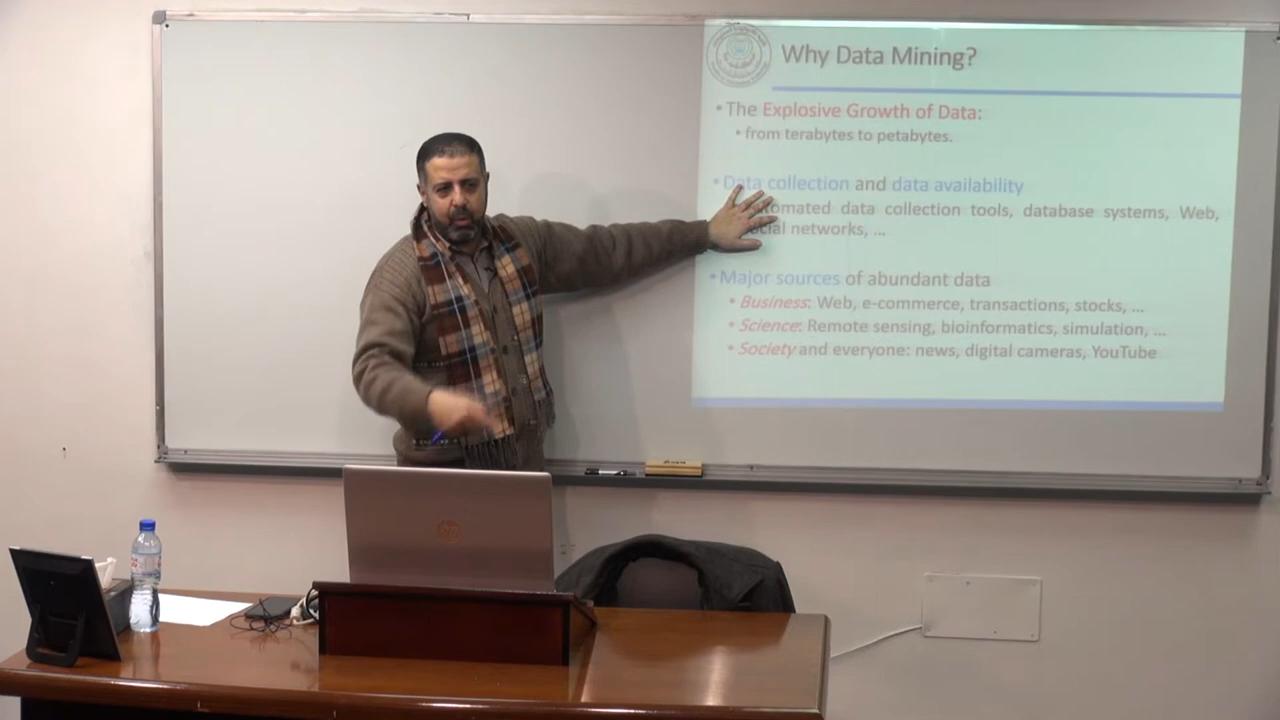 Why Data Mining?
• The Explosive Growth of Data:
• from terabytes to petabytes.
• Data collection and data availability
data collection tools, database systems, Web,
networks, ...
• Major sources of abundant data
• Business: Web, e-commerce, transactions, stocks, ...
• Science: Remote sensing, bioinformatics, simulation, ...
• Society and everyone: news, digital cameras, YouTube
hp